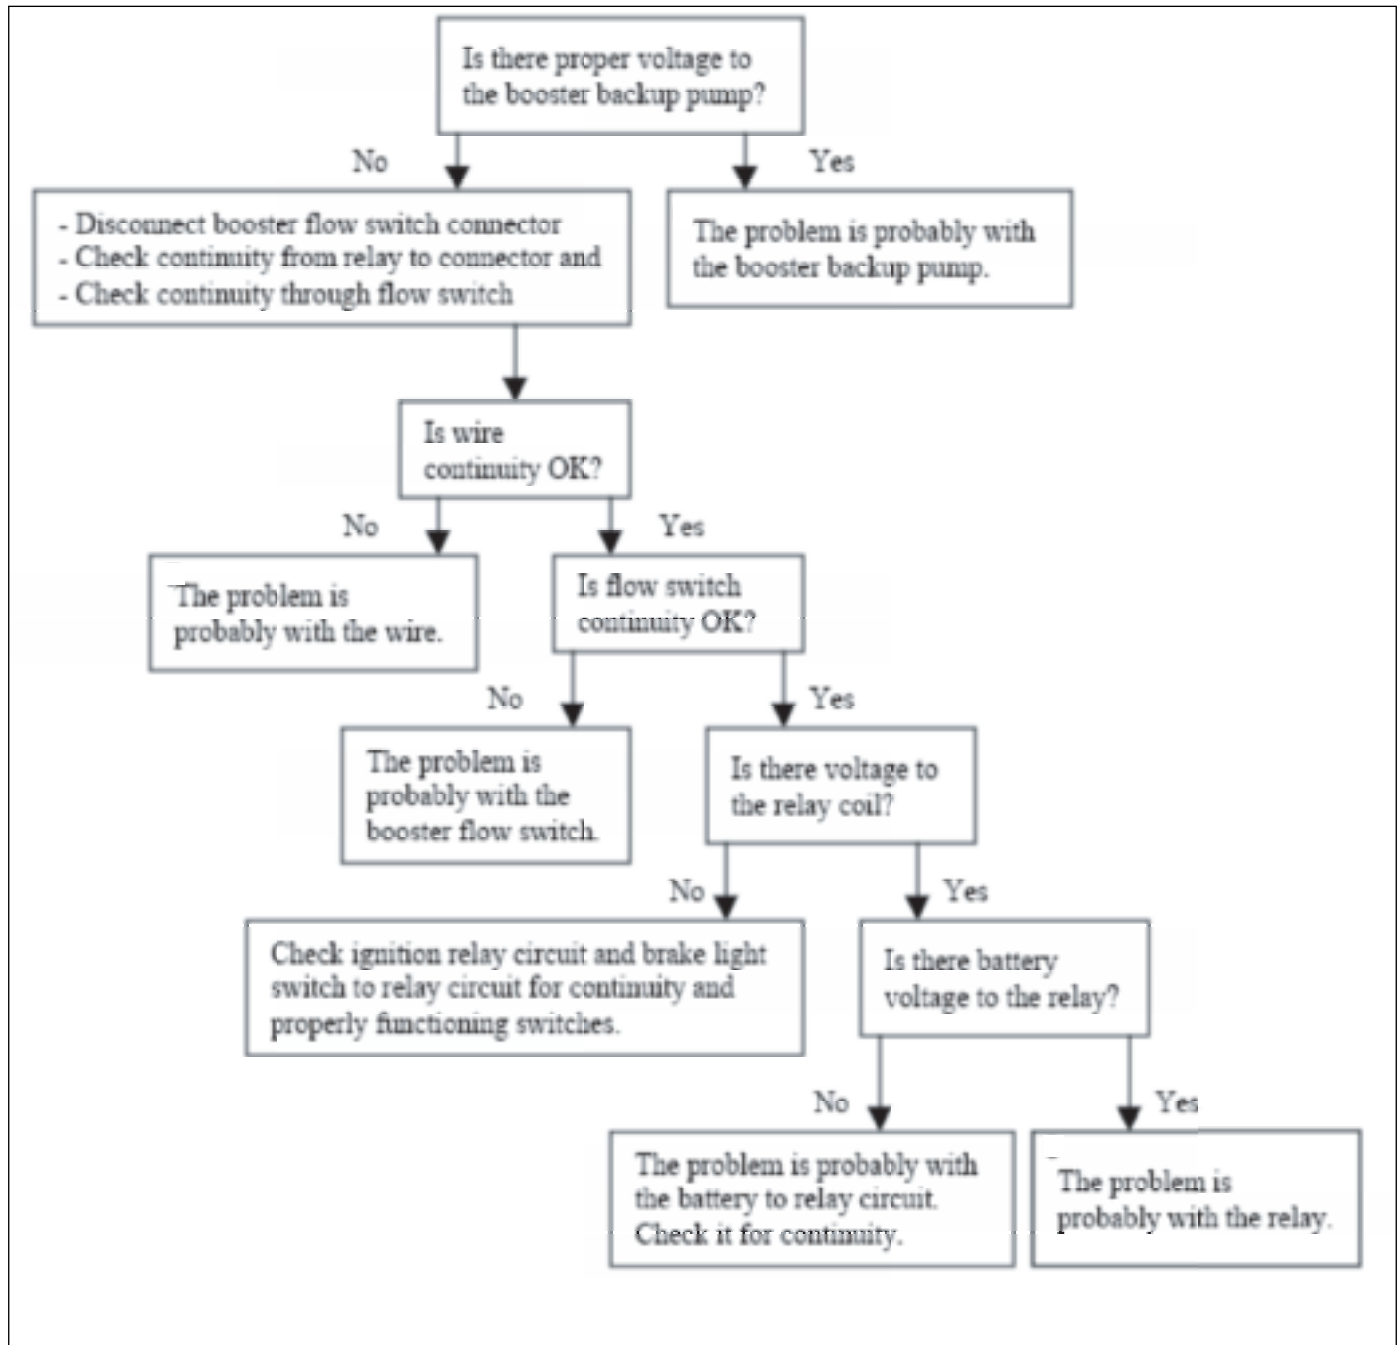 Is there proper voltage to
the booster backup pump?
No
Yes
- Disconnect booster flow switch connector
- Check continuity from relay to connector and
- Check continuity through flow switch
The problem is probably with
the booster backup pump.
Is wire
continuity OK?
No
Yes
The problem is
probably with the wire.
Is flow switch
continuity OK?
No
Yes
The problem is
probably with the
booster flow switch.
Is there voltage to
the relay coil?
No
Yes
Check ignition relay circuit and brake light
switch to relay circuit for continuity and
properly functioning switches.
Is there battery
voltage to the relay?
No
Yes
The problem is probably with
the battery to relay circuit.
Check it for continuity.
The problem is
probably with the relay.